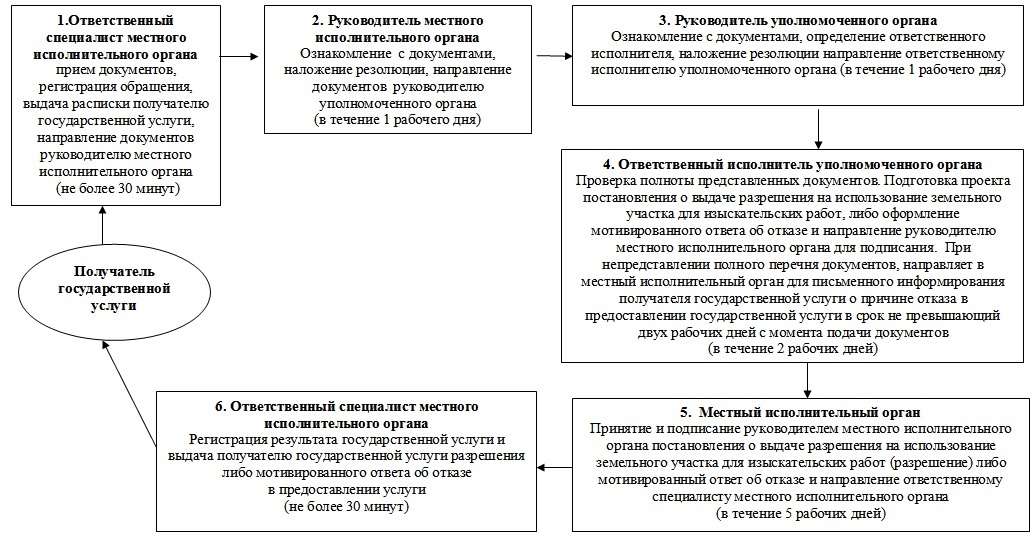 1.Ответственный
специалист местного
исполнительного органа
прием документов,
регистрация обращения,
выдача расписки получателю
государственной услуги,
направление документов
руководителю местного
исполнительного органа
(не более 30 минут)
2. Руководитель местного
исполнительного органа
Ознакомление с документами,
наложение резолюции, направление
документов руководителю
уполномоченного органа
(в течение 1 рабочего дня)
3. Руководитель уполномоченного органа
Ознакомление с документами, определение ответственного
исполнителя, наложение резолюции направление ответственному
исполнителю уполномоченного органа (в течение 1 рабочего дня)
4. Ответственный исполнитель уполномоченного органа
Проверка полноты представленных документов. Подготовка проекта
постановления о выдаче разрешения на использование земельного
участка для изыскательских работ, либо оформление
мотивированного ответа об отказе и направление руководителю
местного исполнительного органа для подписания. При
непредставлении полного перечня документов, направляет в
местный исполнительный орган для письменного информирования
получателя государственной услуги о причине отказа в
предоставлении государственной услуги в срок не превышающий
двух рабочих дней с момента подачи документов
(в течение 2 рабочих дней)
5. Местный исполнительный орган
Принятие и подписание руководителем местного исполнительного
органа постановления о выдаче разрешения на использование
земельного участка для изыскательских работ (разрешение) либо
мотивированный ответ об отказе и направление ответственному
специалисту местного исполнительного органа
(в течение 5 рабочих дней)
6. Ответственный специалист местного
исполнительного органа
Регистрация результата государственной услуги и
выдача получателю государственной услуги разрешения
либо мотивированного ответа об отказе
в предоставлении услуги
(не более 30 минут)
Получатель
государственной
услуги